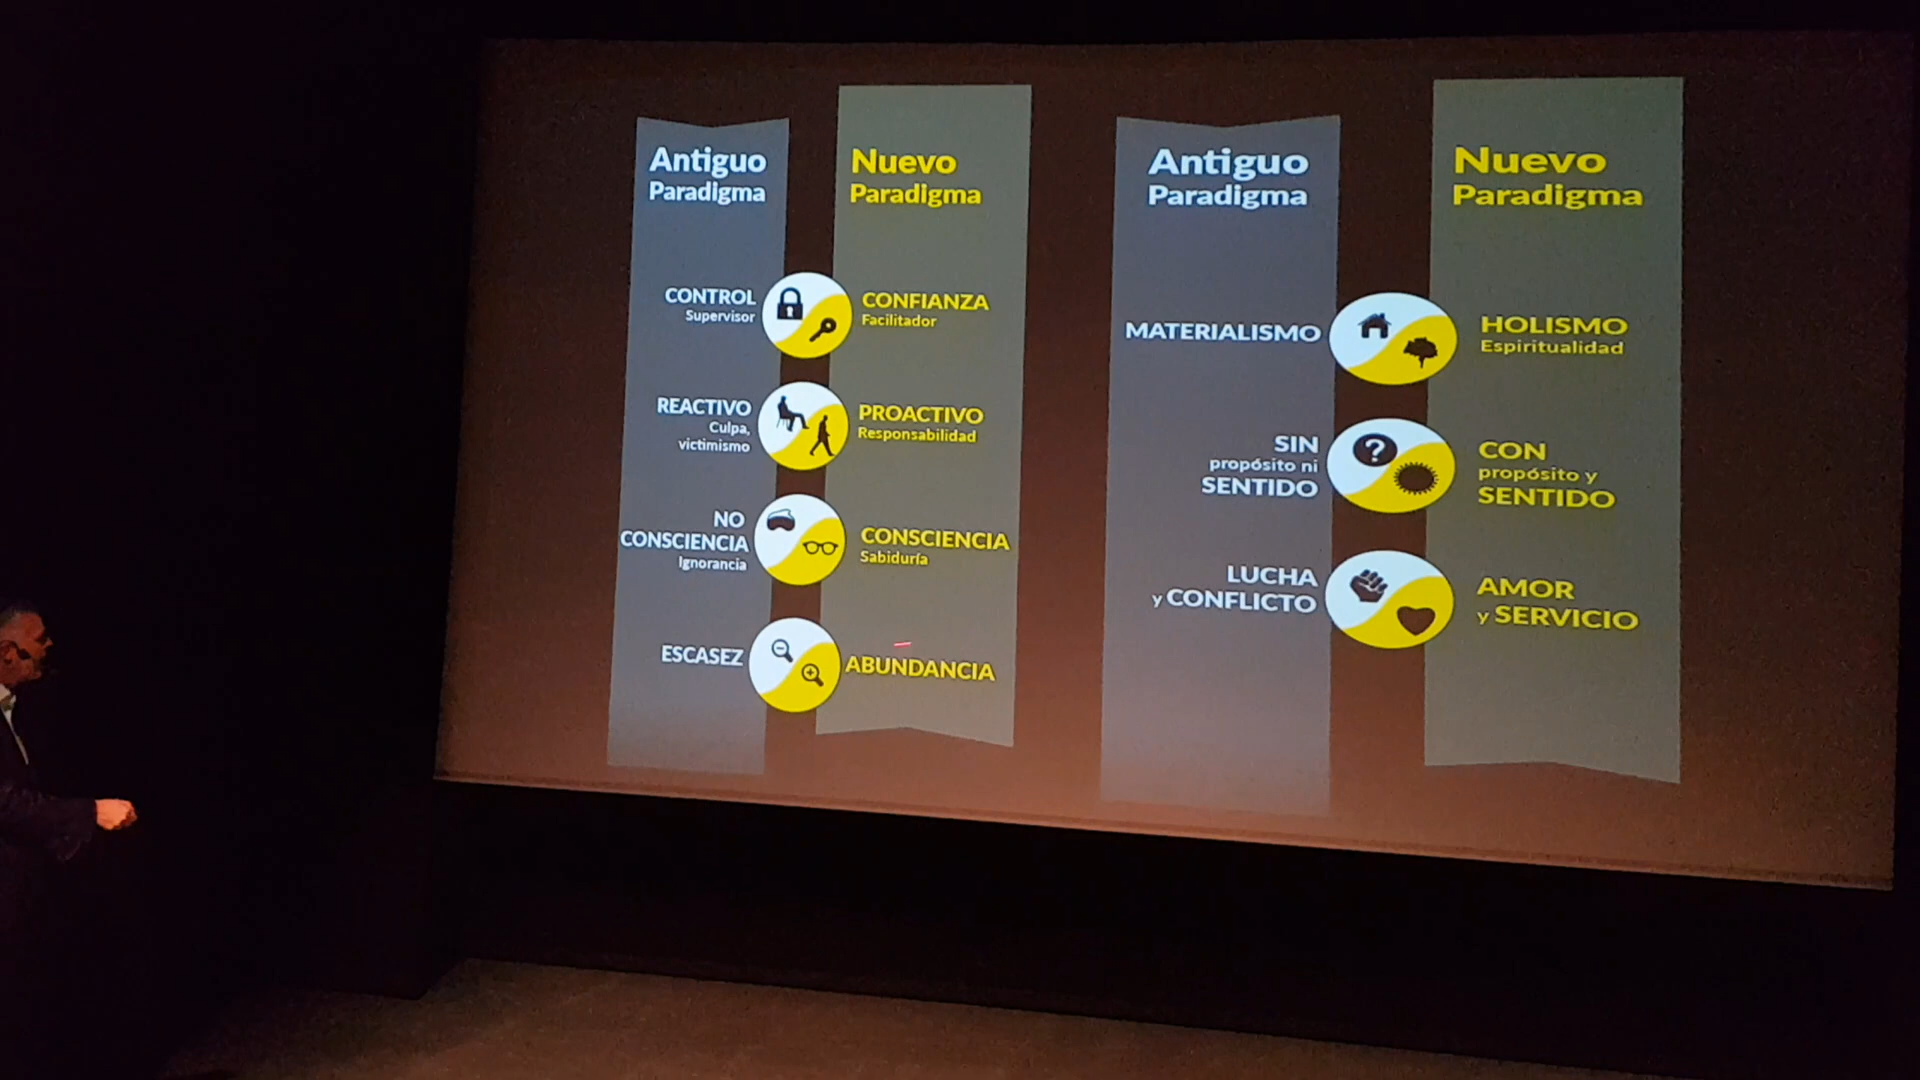 Antiguo
Paradigma
Nuevo
Paradigma
CONTROL
Supervisor
CONFIANZA
Facilitador
REACTIVO
Culpa,
victimismo
PROACTIVO
Responsabilidad
NO
CONSCIENCIA
Ignorancia
CONSCIENCIA
Sabiduría
ESCASEZ
ABUNDANCIA
Antiguo
Paradigma
Nuevo
Paradigma
MATERIALISMO
HOLISMO
Espiritualidad
SIN
propósito ni
SENTIDO
?
CON
propósito y
SENTIDO
LUCHA
y CONFLICTO
AMOR
y SERVICIO